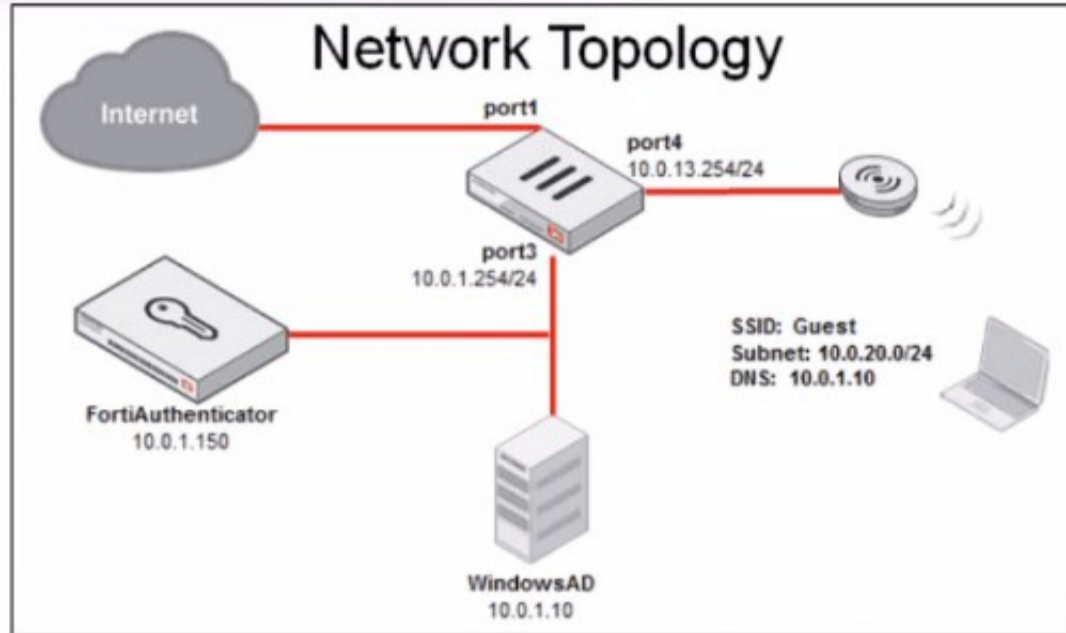 Network Topology
Internet
port1
port4
10.0.13.254/24
port3
10.0.1.254/24
SSID: Guest
Subnet: 10.0.20.0/24
DNS: 10.0.1.10
FortiAuthenticator
10.0.1.150
WindowsAD
10.0.1.10